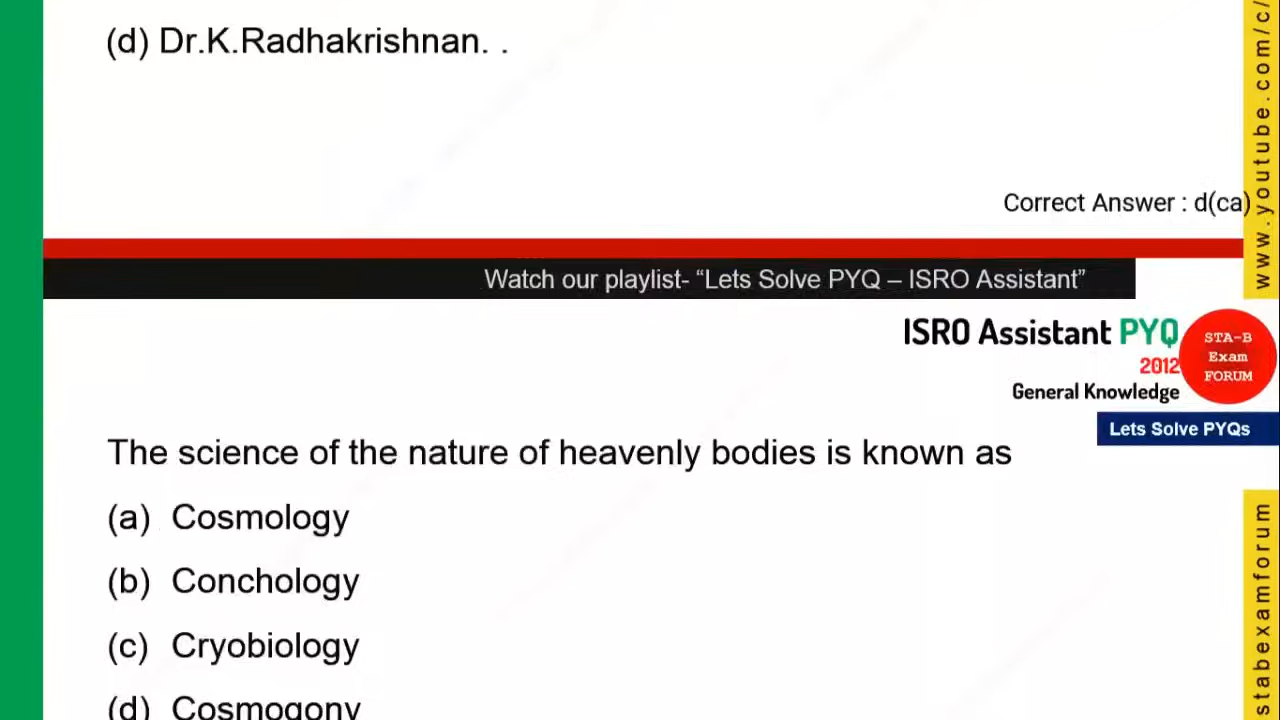 (d) Dr.K.Radhakrishnan. .
Correct Answer : d(ca)
www.youtube.com/c/
Watch our playlist- “Lets Solve PYQ – ISRO Assistant”
ISRO Assistant PYQ
2012
General Knowledge
STA-B
Exam
FORUM
Lets Solve PYQs
The science of the nature of heavenly bodies is known as
(a) Cosmology
(b) Conchology
(c) Cryobiology
(d) Cosmogony
stabexamforum